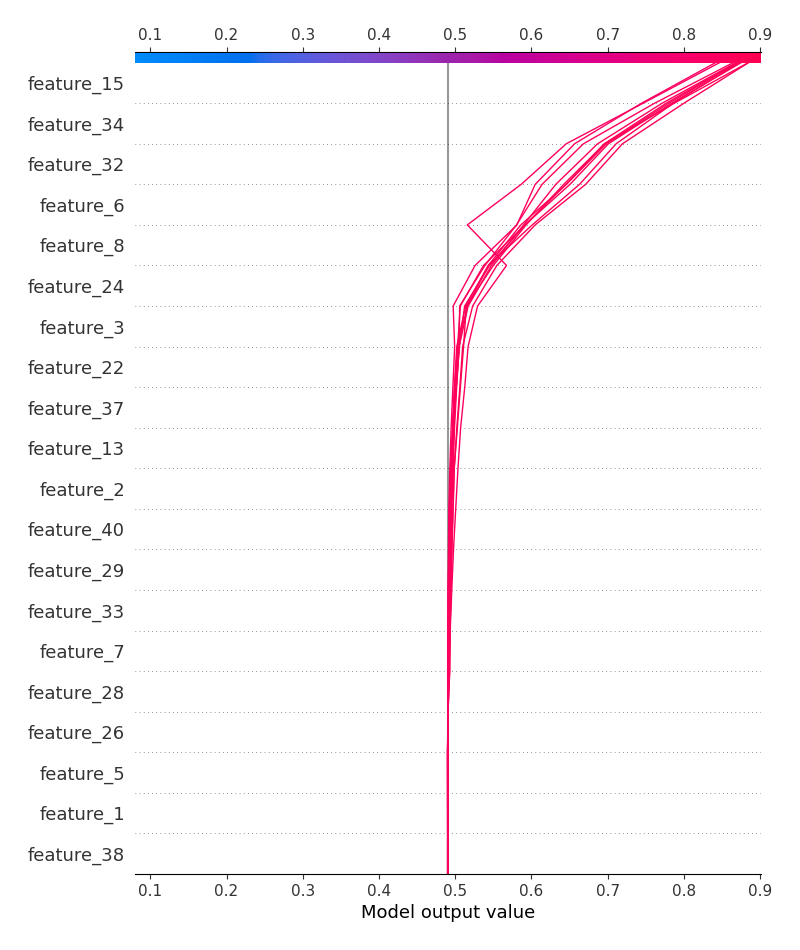 0.1 0.2 0.3 0.4 0.5 0.6 0.7 0.8 0.9
feature_15
feature_34
feature_32
feature_6
feature_8
feature_24
feature_3
feature_22
feature_37
feature_13
feature_2
feature_40
feature_29
feature_33
feature_7
feature_28
feature_26
feature_5
feature_1
feature_38
0.1 0.2 0.3 0.4 0.5 0.6 0.7 0.8 0.9
Model output value